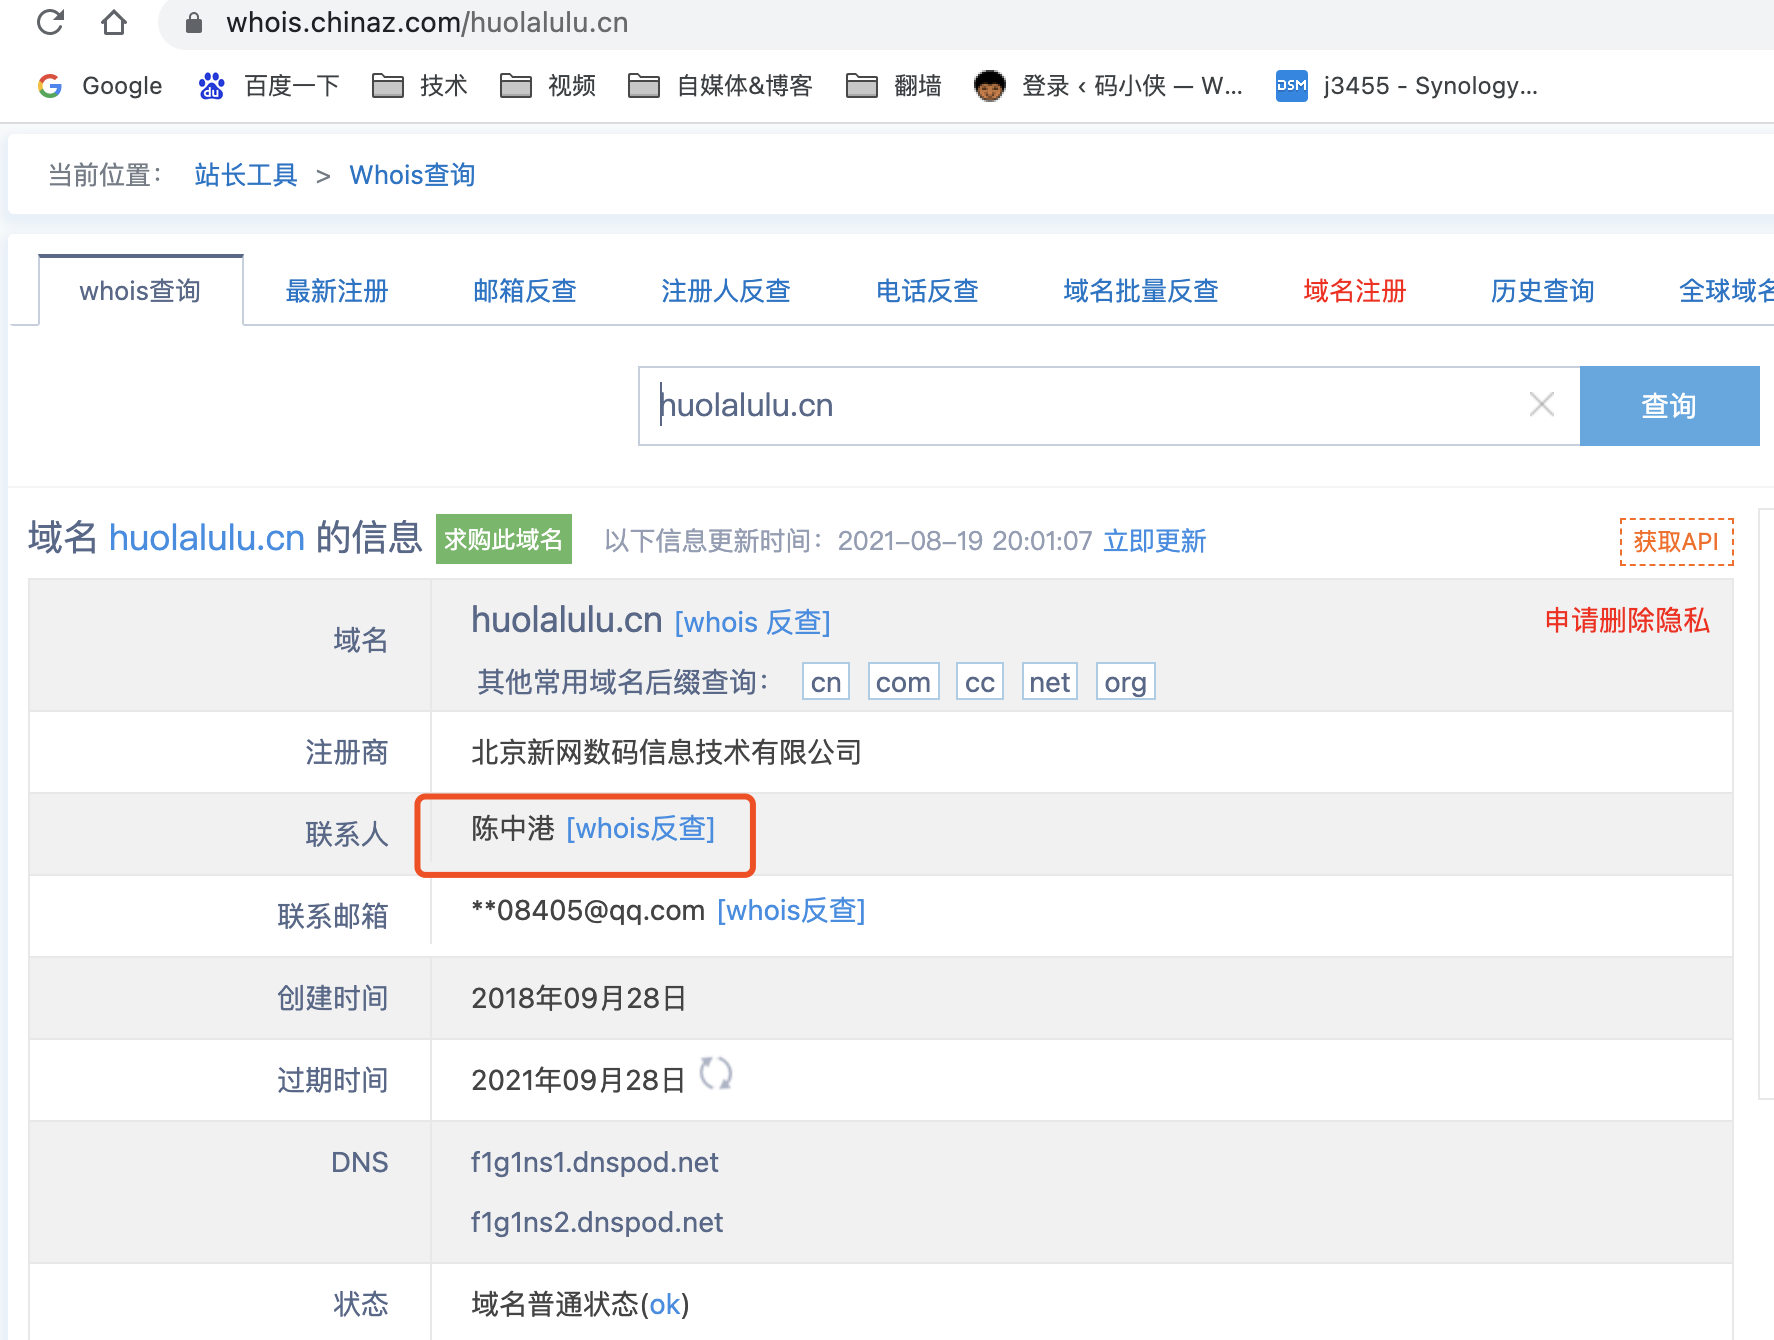 whois.chinaz.com/huolalulu.cn
Google 百度一下 技术 视频 自媒体&博客 翻墙 登录 ‹ 码小侠 — W... DSM j3455 - Synology...
当前位置： 站长工具 > Whois查询
whois查询 最新注册 邮箱反查 注册人反查 电话反查 域名批量反查 域名注册 历史查询 全球域名
huolalulu.cn 查询
域名 huolalulu.cn 的信息 求购此域名 以下信息更新时间：2021-08-19 20:01:07 立即更新 获取API
域名 huolalulu.cn [whois 反查] 申请删除隐私
其他常用域名后缀查询： cn com cc net org
注册商 北京新网数码信息技术有限公司
联系人 陈中港 [whois反查]
联系邮箱 **08405@qq.com [whois反查]
创建时间 2018年09月28日
过期时间 2021年09月28日
DNS f1g1ns1.dnspod.net
f1g1ns2.dnspod.net
状态 域名普通状态(ok)